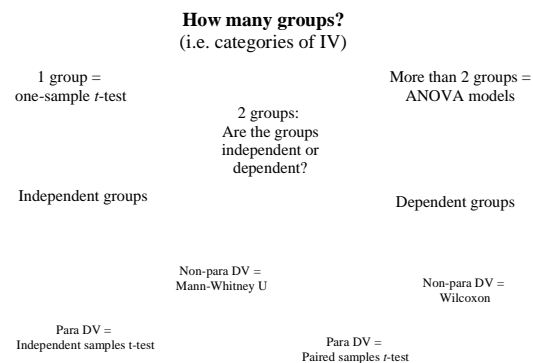 How many groups?
(i.e. categories of IV)
1 group =
one-sample t-test
More than 2 groups =
ANOVA models
2 groups:
Are the groups
independent or
dependent?
Independent groups
Dependent groups
Non-para DV =
Mann-Whitney U
Non-para DV =
Wilcoxon
Para DV =
Independent samples t-test
Para DV =
Paired samples t-test